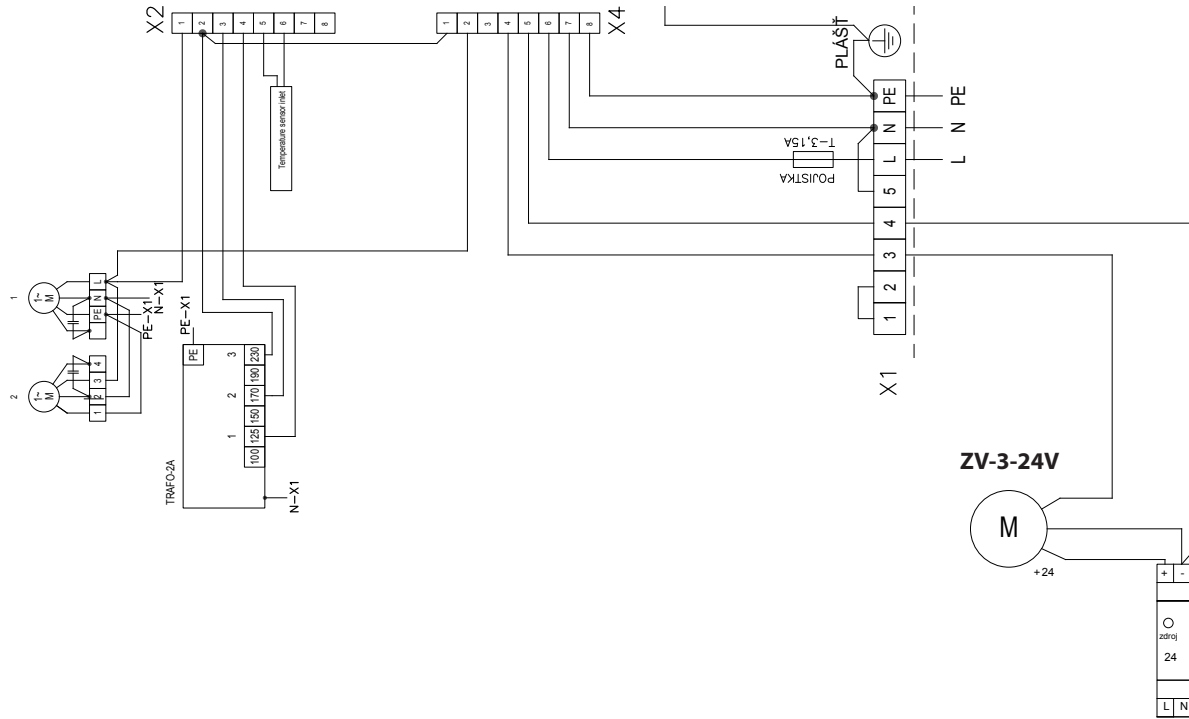 X2
1 2 3 4 5 6 7 8
1 2 3 4 5 6 7 8
X4
PLÁŠŤ
Temperature sensor inlet
T-3,15A
POJISTKA
PE
N
L
5
4
3
2
1
X1
PE
N
L
1
1~
M
L
N
PE
PE-X1
N-X1
2
1~
M
4
3
2
1
PE-X1
PE
3
2
1
230
190
170
150
125
100
TRAFO-2A
N-X1
ZV-3-24V
M
+24
+ -
zdroj
24
L N